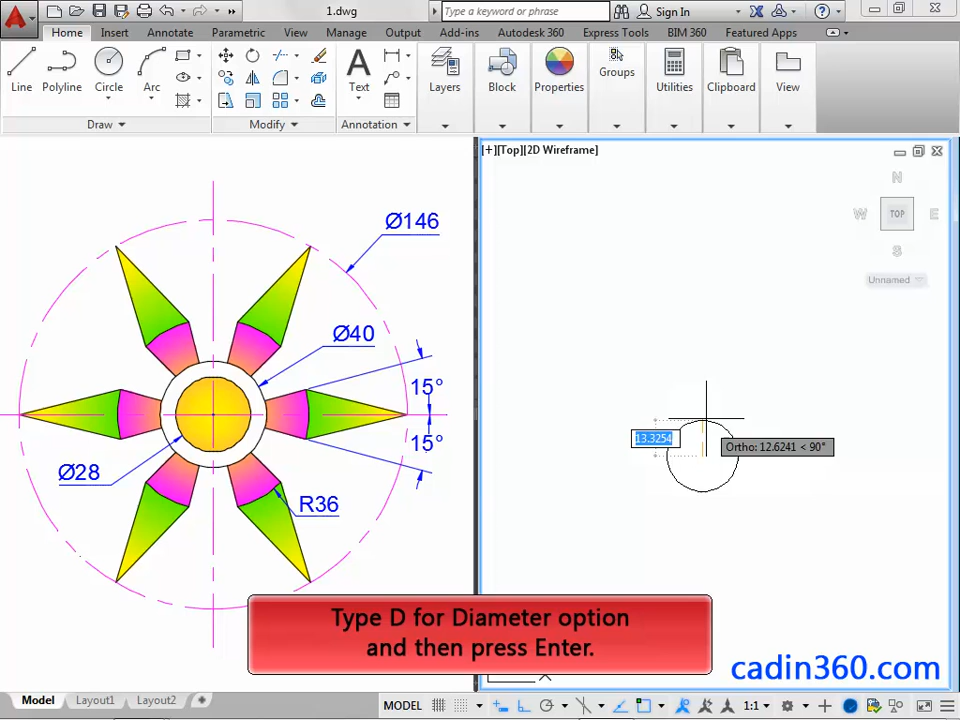 1.dwg
Type a keyword or phrase
Sign In
Home Insert Annotate Parametric View Manage Output Add-ins Autodesk 360 Express Tools BIM 360 Featured Apps
Line Polyline Circle Arc Text Layers Block Properties Groups Utilities Clipboard View
Draw Modify Annotation
[+][Top][2D Wireframe]
N
W TOP E
S
Unnamed
Ø146
Ø40
15°
15°
Ø28
R36
13.3254
Ortho: 12.6241 < 90°
Type D for Diameter option
and then press Enter.
cadin360.com
Model Layout1 Layout2
MODEL
1:1